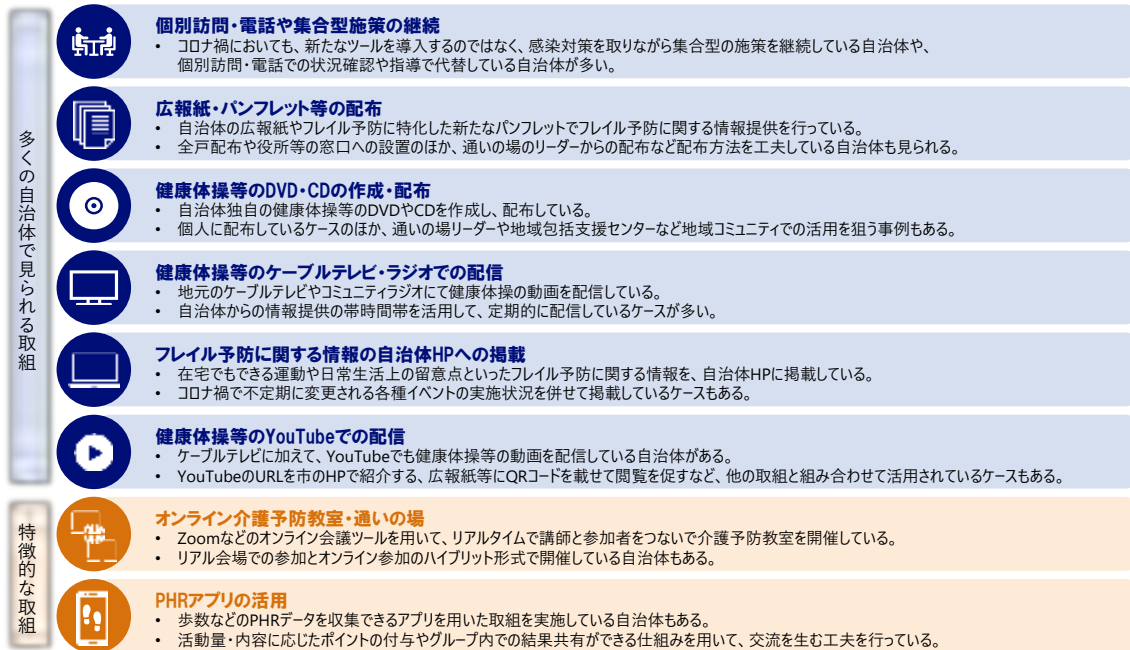 多くの自治体で見られる取組
個別訪問・電話や集合型施策の継続
• コロナ禍においても、新たなツールを導入するのではなく、感染対策を取りながら集合型の施策を継続している自治体や、
個別訪問・電話での状況確認や指導で代替している自治体が多い。
広報紙・パンフレット等の配布
• 自治体の広報紙やフレイル予防に特化した新たなパンフレットでフレイル予防に関する情報提供を行っている。
• 全戸配布や役所等の窓口への設置のほか、通いの場のリーダーからの配布など配布方法を工夫している自治体も見られる。
健康体操等のDVD・CDの作成・配布
• 自治体独自の健康体操等のDVDやCDを作成し、配布している。
• 個人に配布しているケースのほか、通いの場リーダーや地域包括支援センターなど地域コミュニティでの活用を狙う事例もある。
健康体操等のケーブルテレビ・ラジオでの配信
• 地元のケーブルテレビやコミュニティラジオにて健康体操の動画を配信している。
• 自治体からの情報提供の帯時間帯を活用して、定期的に配信しているケースが多い。
フレイル予防に関する情報の自治体HPへの掲載
• 在宅でもできる運動や日常生活上の留意点といったフレイル予防に関する情報を、自治体HPに掲載している。
• コロナ禍で不定期に変更される各種イベントの実施状況を併せて掲載しているケースもある。
健康体操等のYouTubeでの配信
• ケーブルテレビに加えて、YouTubeでも健康体操等の動画を配信している自治体がある。
• YouTubeのURLを市のHPで紹介する、広報紙等にQRコードを載せて閲覧を促すなど、他の取組と組み合わせて活用されているケースもある。
特徴的な取組
オンライン介護予防教室・通いの場
• Zoomなどのオンライン会議ツールを用いて、リアルタイムで講師と参加者をつないで介護予防教室を開催している。
• リアル会場での参加とオンライン参加のハイブリット形式で開催している自治体もある。
PHRアプリの活用
• 歩数などのPHRデータを収集できるアプリを用いた取組を実施している自治体もある。
• 活動量・内容に応じたポイントの付与やグループ内での結果共有ができる仕組みを用いて、交流を生む工夫を行っている。